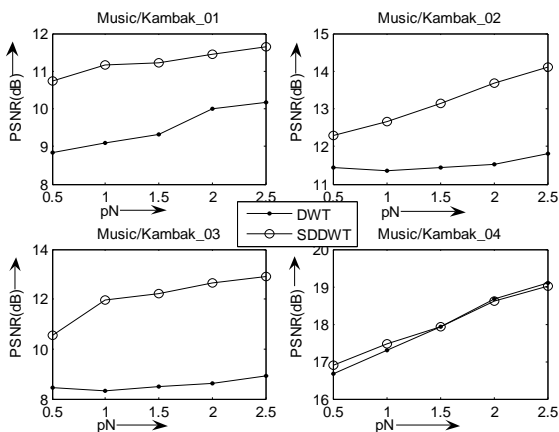 Music/Kambak_01
PSNR(dB)
12
11
10
9
8
0.5 1 1.5 2 2.5
pN
Music/Kambak_02
PSNR(dB)
15
14
13
12
11
0.5 1 1.5 2 2.5
pN
DWT
SDDWT
Music/Kambak_03
PSNR(dB)
14
12
10
8
0.5 1 1.5 2 2.5
pN
Music/Kambak_04
PSNR(dB)
20
19
18
17
16
0.5 1 1.5 2 2.5
pN